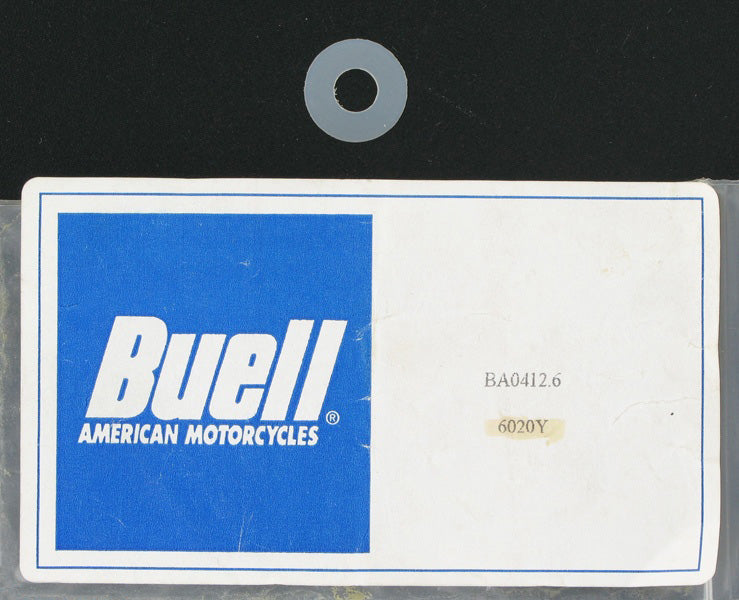 Buell®
AMERICAN MOTORCYCLES
BA0412.6
6020Y